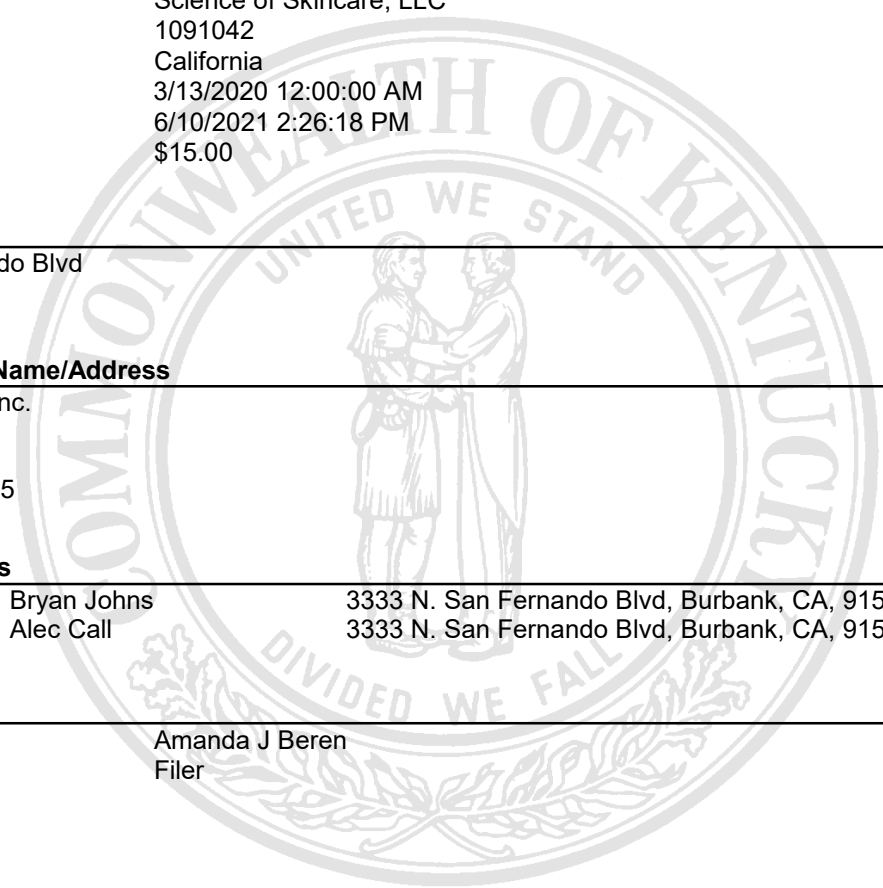 Science of Skincare, LLC
1091042
California
3/13/2020 12:00:00 AM
6/10/2021 2:26:18 PM
$15.00
do Blvd
Name/Address
nc.
5
s
Bryan Johns 3333 N. San Fernando Blvd, Burbank, CA, 915
Alec Call 3333 N. San Fernando Blvd, Burbank, CA, 915
Amanda J Beren
Filer
COMMONWEALTH OF KENTUCKY
UNITED WE STAND
DIVIDED WE FALL